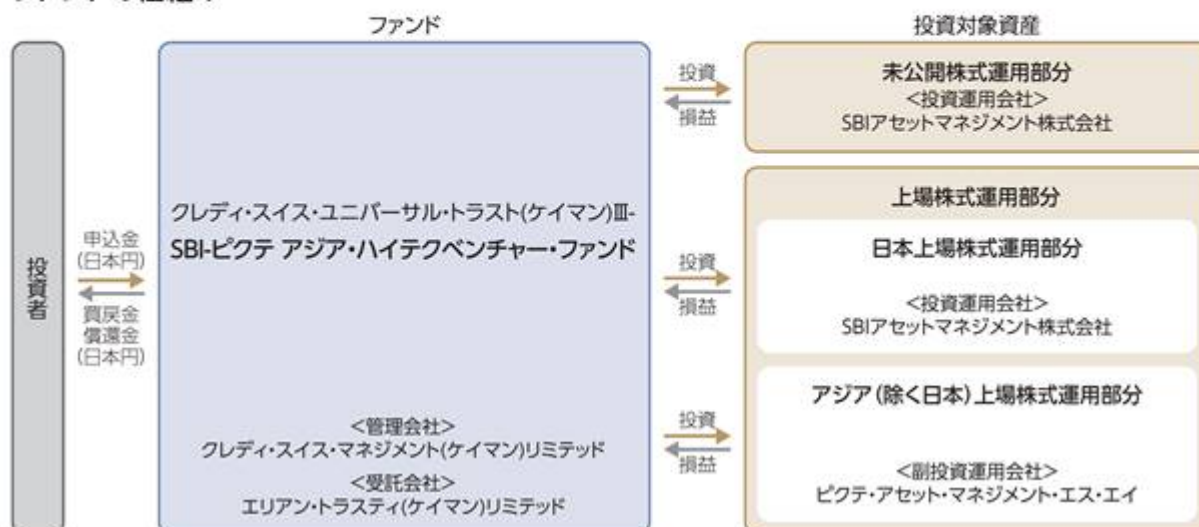 ファンド
投資対象資産
投資者
申込金
(日本円)
買戻金
償還金
(日本円)
クレディ・スイス・ユニバーサル・トラスト(ケイマン)Ⅲ-
SBI-ピクテ アジア・ハイテクベンチャー・ファンド
<管理会社>
クレディ・スイス・マネジメント(ケイマン)リミテッド
<受託会社>
エリアン・トラスティ(ケイマン)リミテッド
投資
損益
未公開株式運用部分
<投資運用会社>
SBIアセットマネジメント株式会社
上場株式運用部分
投資
損益
日本上場株式運用部分
<投資運用会社>
SBIアセットマネジメント株式会社
投資
損益
アジア(除く日本)上場株式運用部分
<副投資運用会社>
ピクテ・アセット・マネジメント・エス・エイ